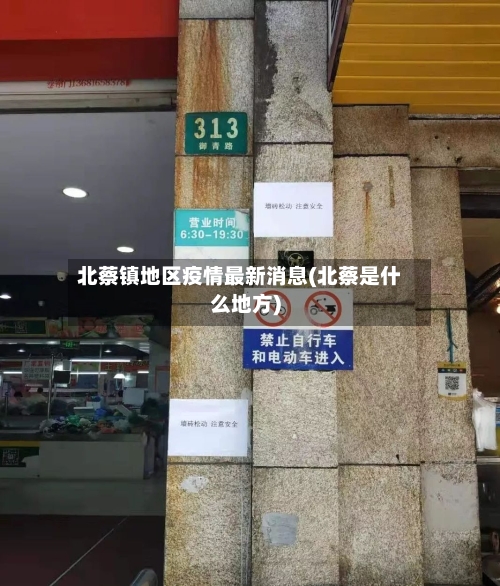 313
御青路
营业时间
6:30-19:30
墙砖松动 注意安全
北蔡镇地区疫情最新消息(北蔡是什
么地方)
禁止自行车
和电动车进入
墙砖松动 注意安全